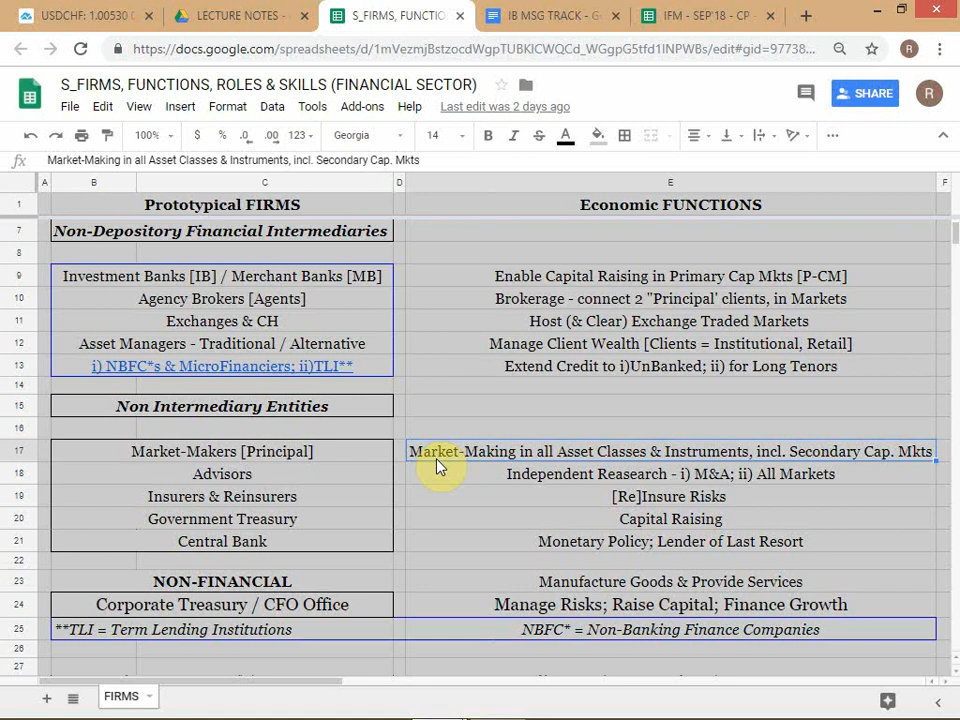 USDCHF: 1.00530
LECTURE NOTES -
S_FIRMS, FUNCTIO
IB MSG TRACK - G
IFM - SEP'18 - CP -
https://docs.google.com/spreadsheets/d/1mVezmjBstzocdWgpTUBKlCWQCd_WGgpG5tfd1INPWBs/edit#gid=97738...
R
S_FIRMS, FUNCTIONS, ROLES & SKILLS (FINANCIAL SECTOR)
File Edit View Insert Format Data Tools Add-ons Help Last edit was 2 days ago
SHARE
R
100% $ % .0 .00 123 Georgia 14 B I S A
fx Market-Making in all Asset Classes & Instruments, incl. Secondary Cap. Mkts
A B C D E F
1 Prototypical FIRMS Economic FUNCTIONS
7 Non-Depository Financial Intermediaries
8
9 Investment Banks [IB] / Merchant Banks [MB] Enable Capital Raising in Primary Cap Mkts [P-CM]
10 Agency Brokers [Agents] Brokerage - connect 2 "Principal' clients, in Markets
11 Exchanges & CH Host (& Clear) Exchange Traded Markets
12 Asset Managers - Traditional / Alternative Manage Client Wealth [Clients = Institutional, Retail]
13 i) NBFC*s & MicroFinanciers; ii)TLI** Extend Credit to i)UnBanked; ii) for Long Tenors
14
15 Non Intermediary Entities
16
17 Market-Makers [Principal] Market-Making in all Asset Classes & Instruments, incl. Secondary Cap. Mkts
18 Advisors Independent Reasearch - i) M&A; ii) All Markets
19 Insurers & Reinsurers [Re]Insure Risks
20 Government Treasury Capital Raising
21 Central Bank Monetary Policy; Lender of Last Resort
22
23 NON-FINANCIAL Manufacture Goods & Provide Services
24 Corporate Treasury / CFO Office Manage Risks; Raise Capital; Finance Growth
25 **TLI = Term Lending Institutions NBFC* = Non-Banking Finance Companies
26
27
FIRMS